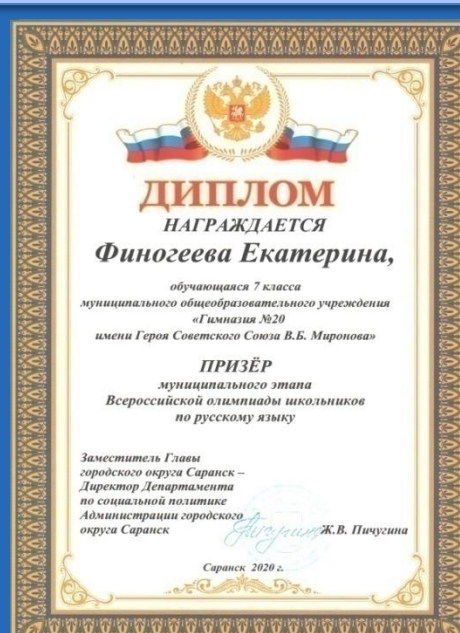 ДИПЛОМ
НАГРАЖДАЕТСЯ
Финогеева Екатерина,
обучающаяся 7 класса
муниципального общеобразовательного учреждения
«Гимназия №20
имени Героя Советского Союза В.Б. Миронова»
ПРИЗЁР
муниципального этапа
Всероссийской олимпиады школьников
по русскому языку
Заместитель Главы
городского округа Саранск –
Директор Департамента
по социальной политике
Администрации городского
округа Саранск Ж.В. Пичугина
Саранск 2020 г.